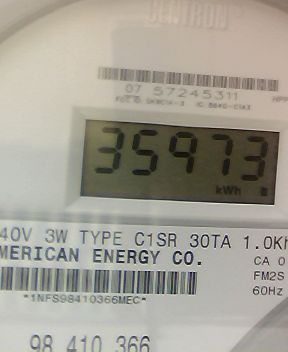 CENTRON
07 57245311
35973
kWh
40V 3W TYPE C1SR 30TA 1.0Kh
MERICAN ENERGY CO.
CA 0
FM2S
60Hz
*1NFS98410366MEC*
98 410 366